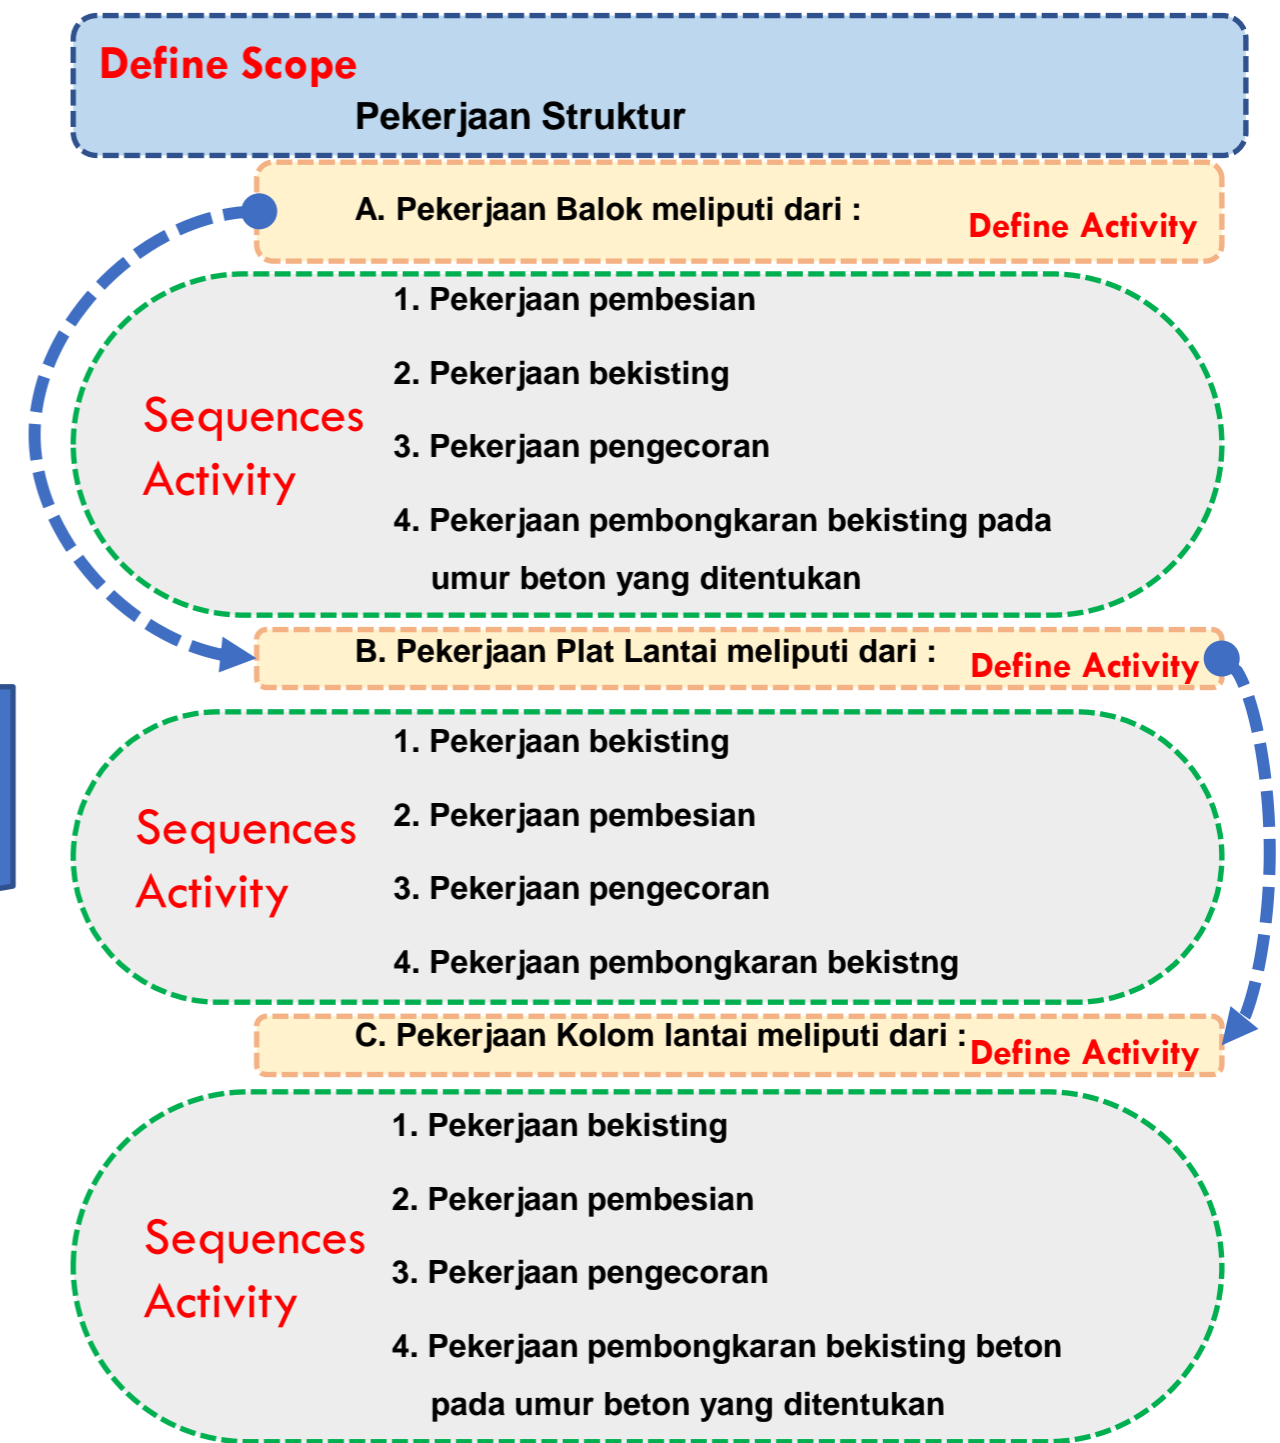 Define Scope
Pekerjaan Struktur
A. Pekerjaan Balok meliputi dari :
Define Activity
1. Pekerjaan pembesian
2. Pekerjaan bekisting
3. Pekerjaan pengecoran
4. Pekerjaan pembongkaran bekisting pada
umur beton yang ditentukan
Sequences
Activity
B. Pekerjaan Plat Lantai meliputi dari :
Define Activity
1. Pekerjaan bekisting
2. Pekerjaan pembesian
3. Pekerjaan pengecoran
4. Pekerjaan pembongkaran bekistng
Sequences
Activity
C. Pekerjaan Kolom lantai meliputi dari :
Define Activity
1. Pekerjaan bekisting
2. Pekerjaan pembesian
3. Pekerjaan pengecoran
4. Pekerjaan pembongkaran bekisting beton
pada umur beton yang ditentukan
Sequences
Activity